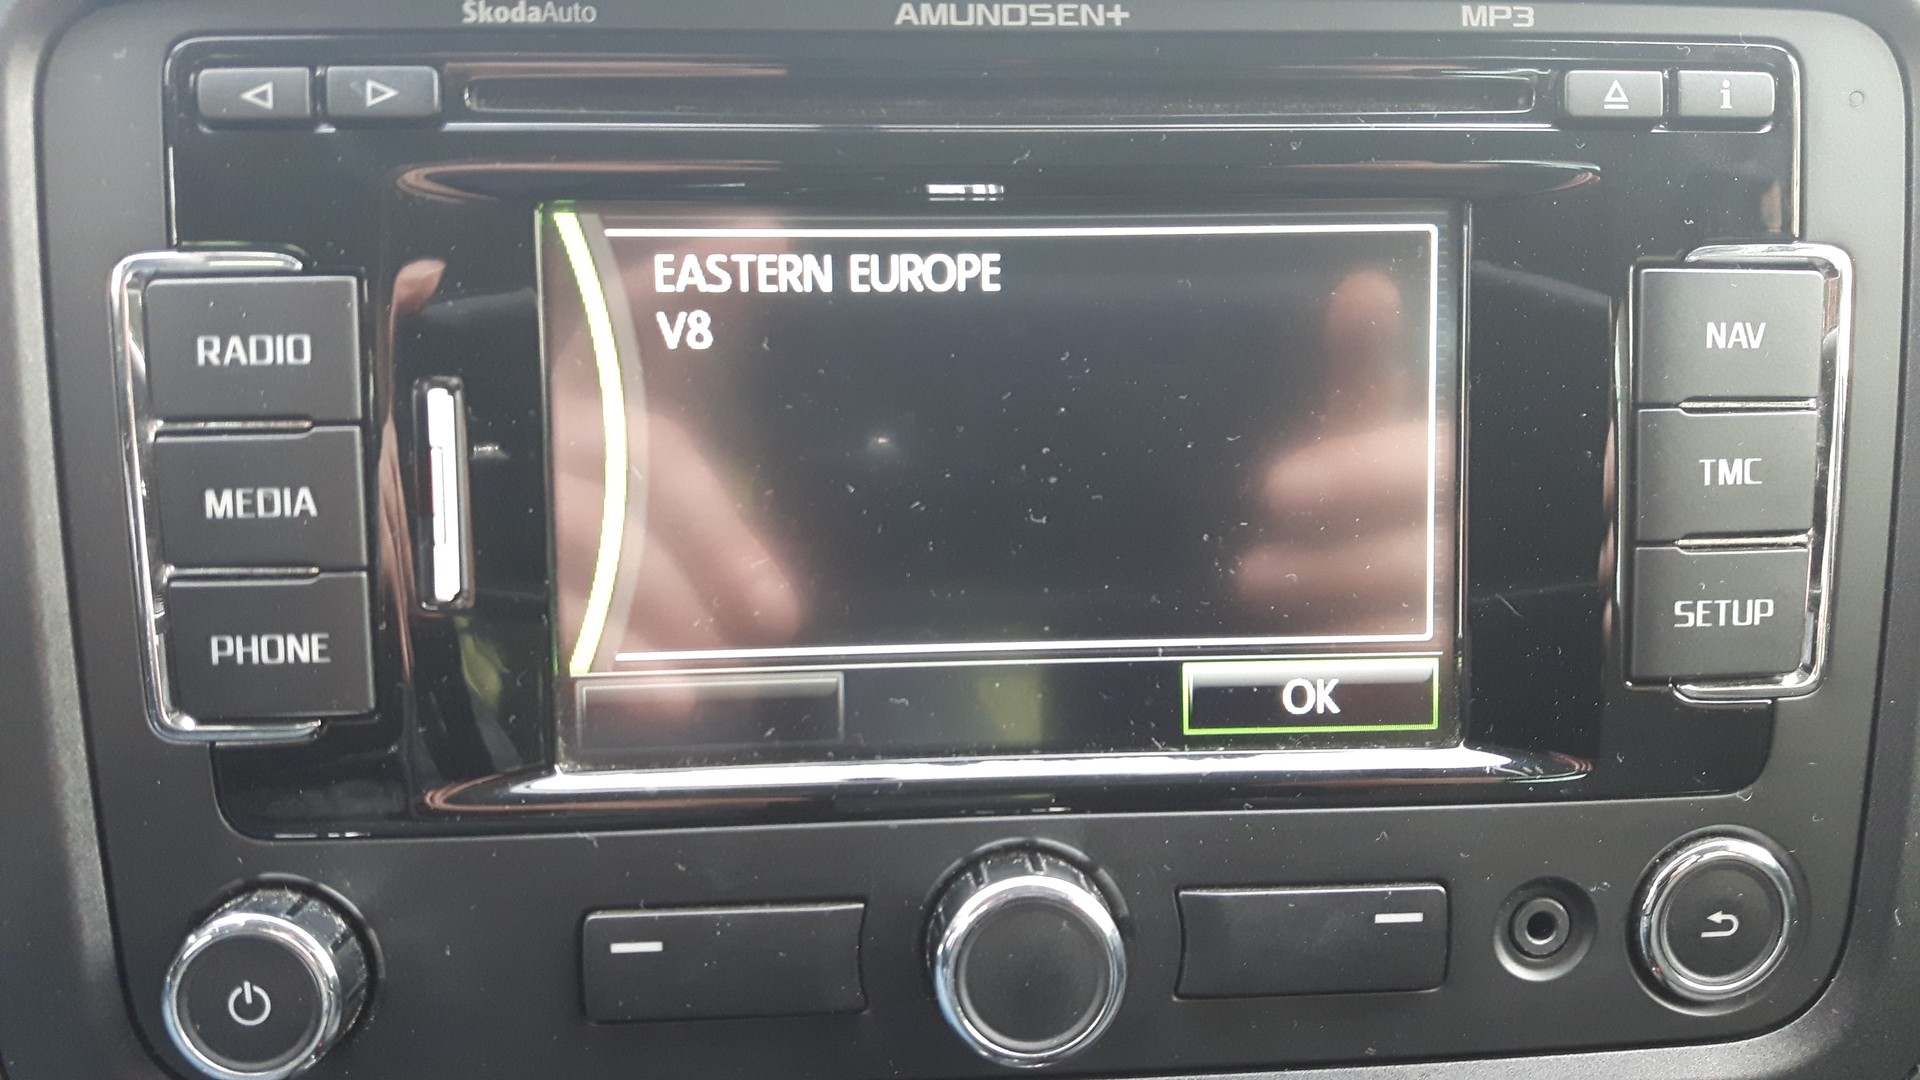 ŠkodaAuto AMUNDSEN+ MP3
i
EASTERN EUROPE
V8
RADIO
MEDIA
PHONE
NAV
TMC
SETUP
OK